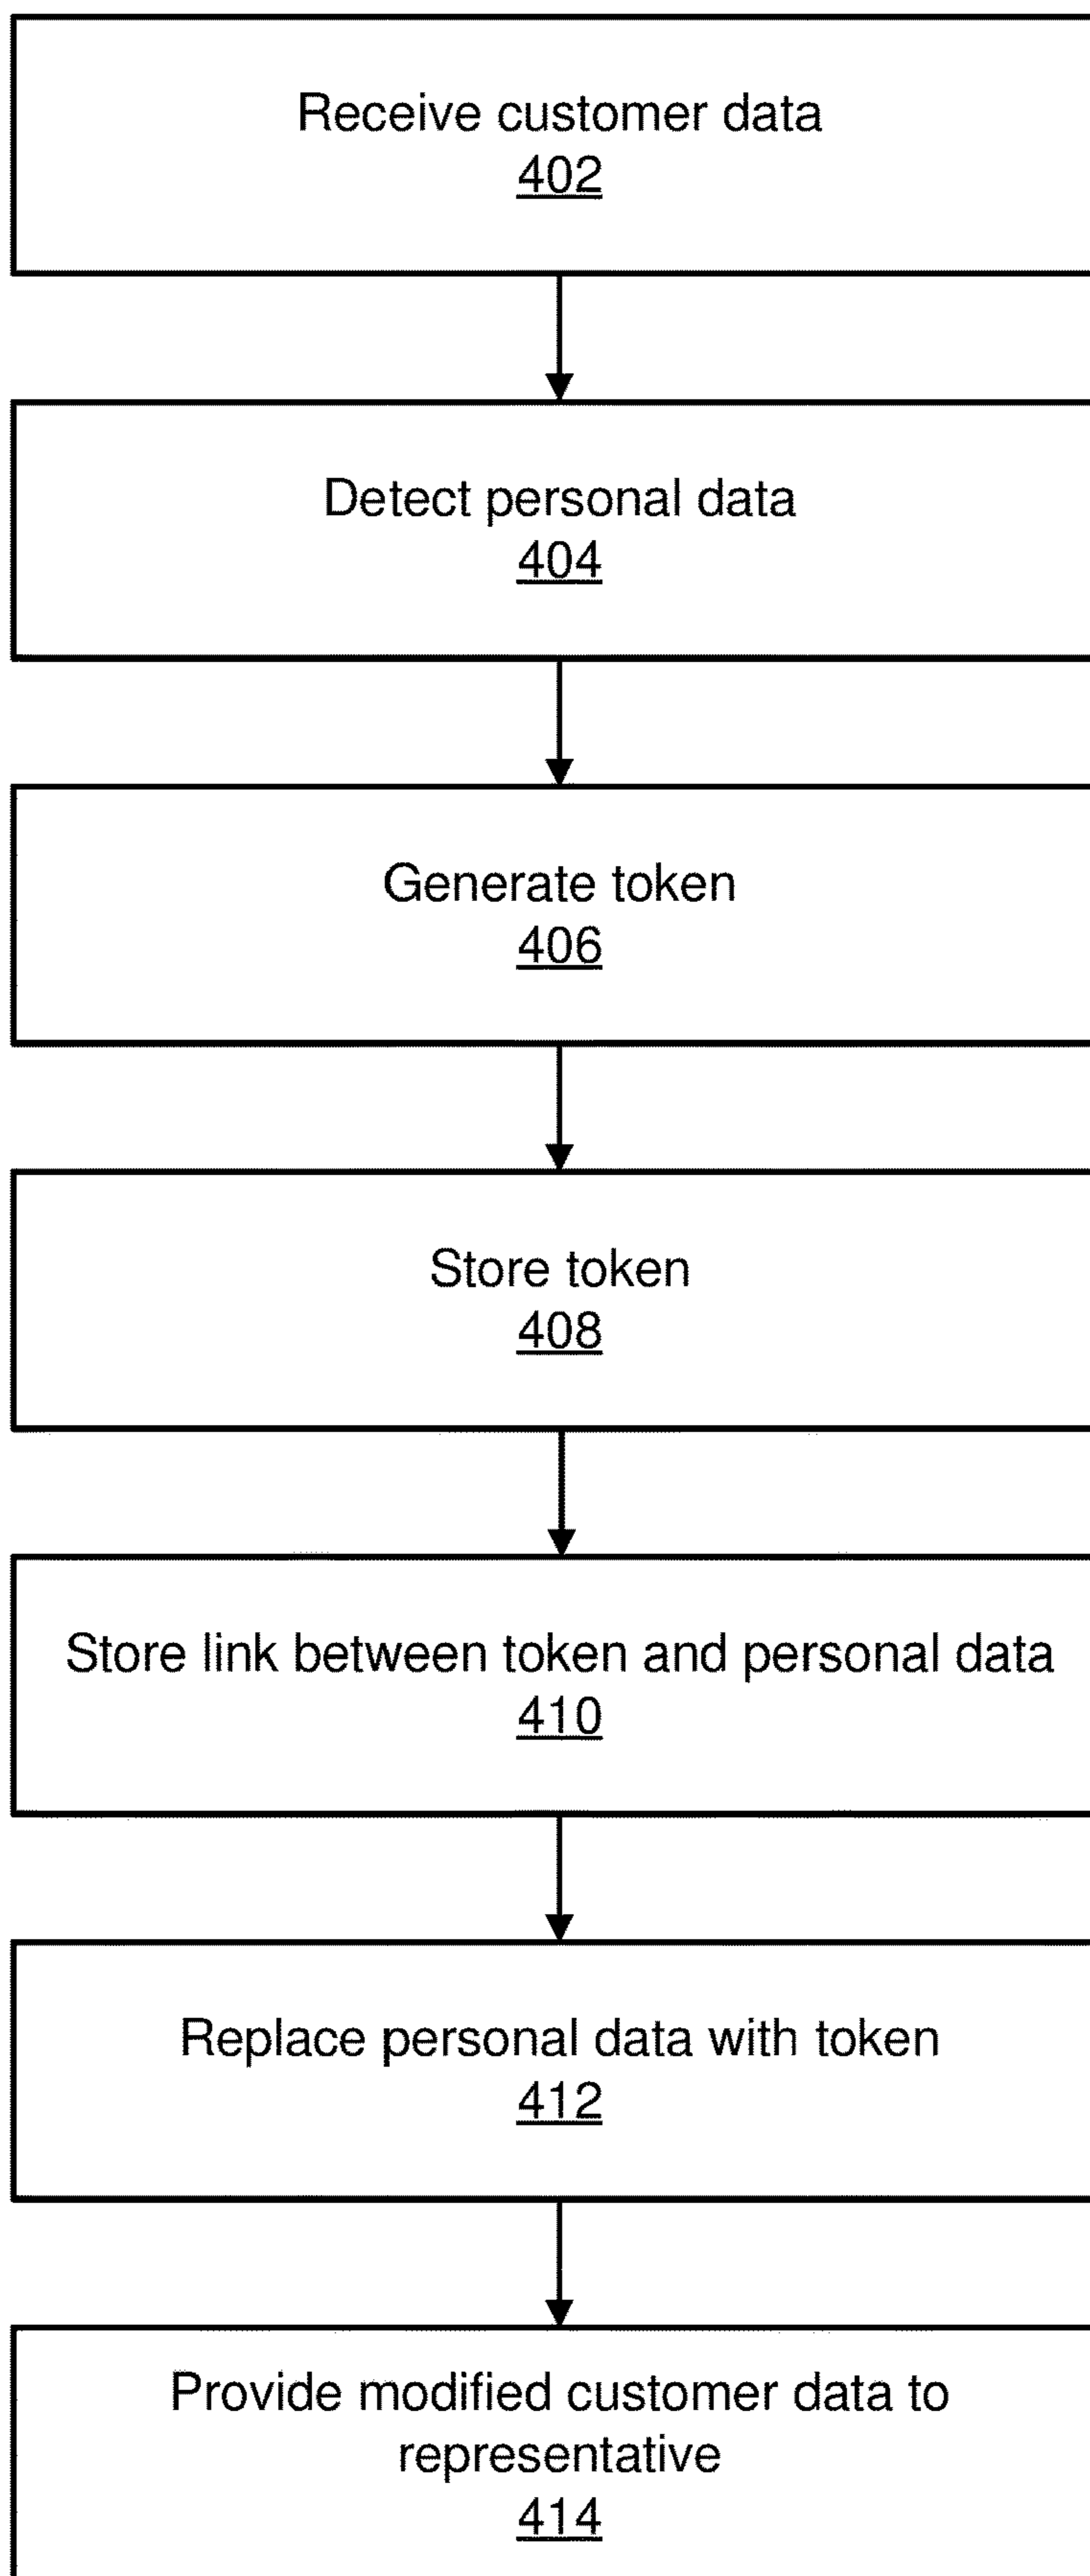 Receive customer data
402
Detect personal data
404
Generate token
406
Store token
408
Store link between token and personal data
410
Replace personal data with token
412
Provide modified customer data to
representative
414